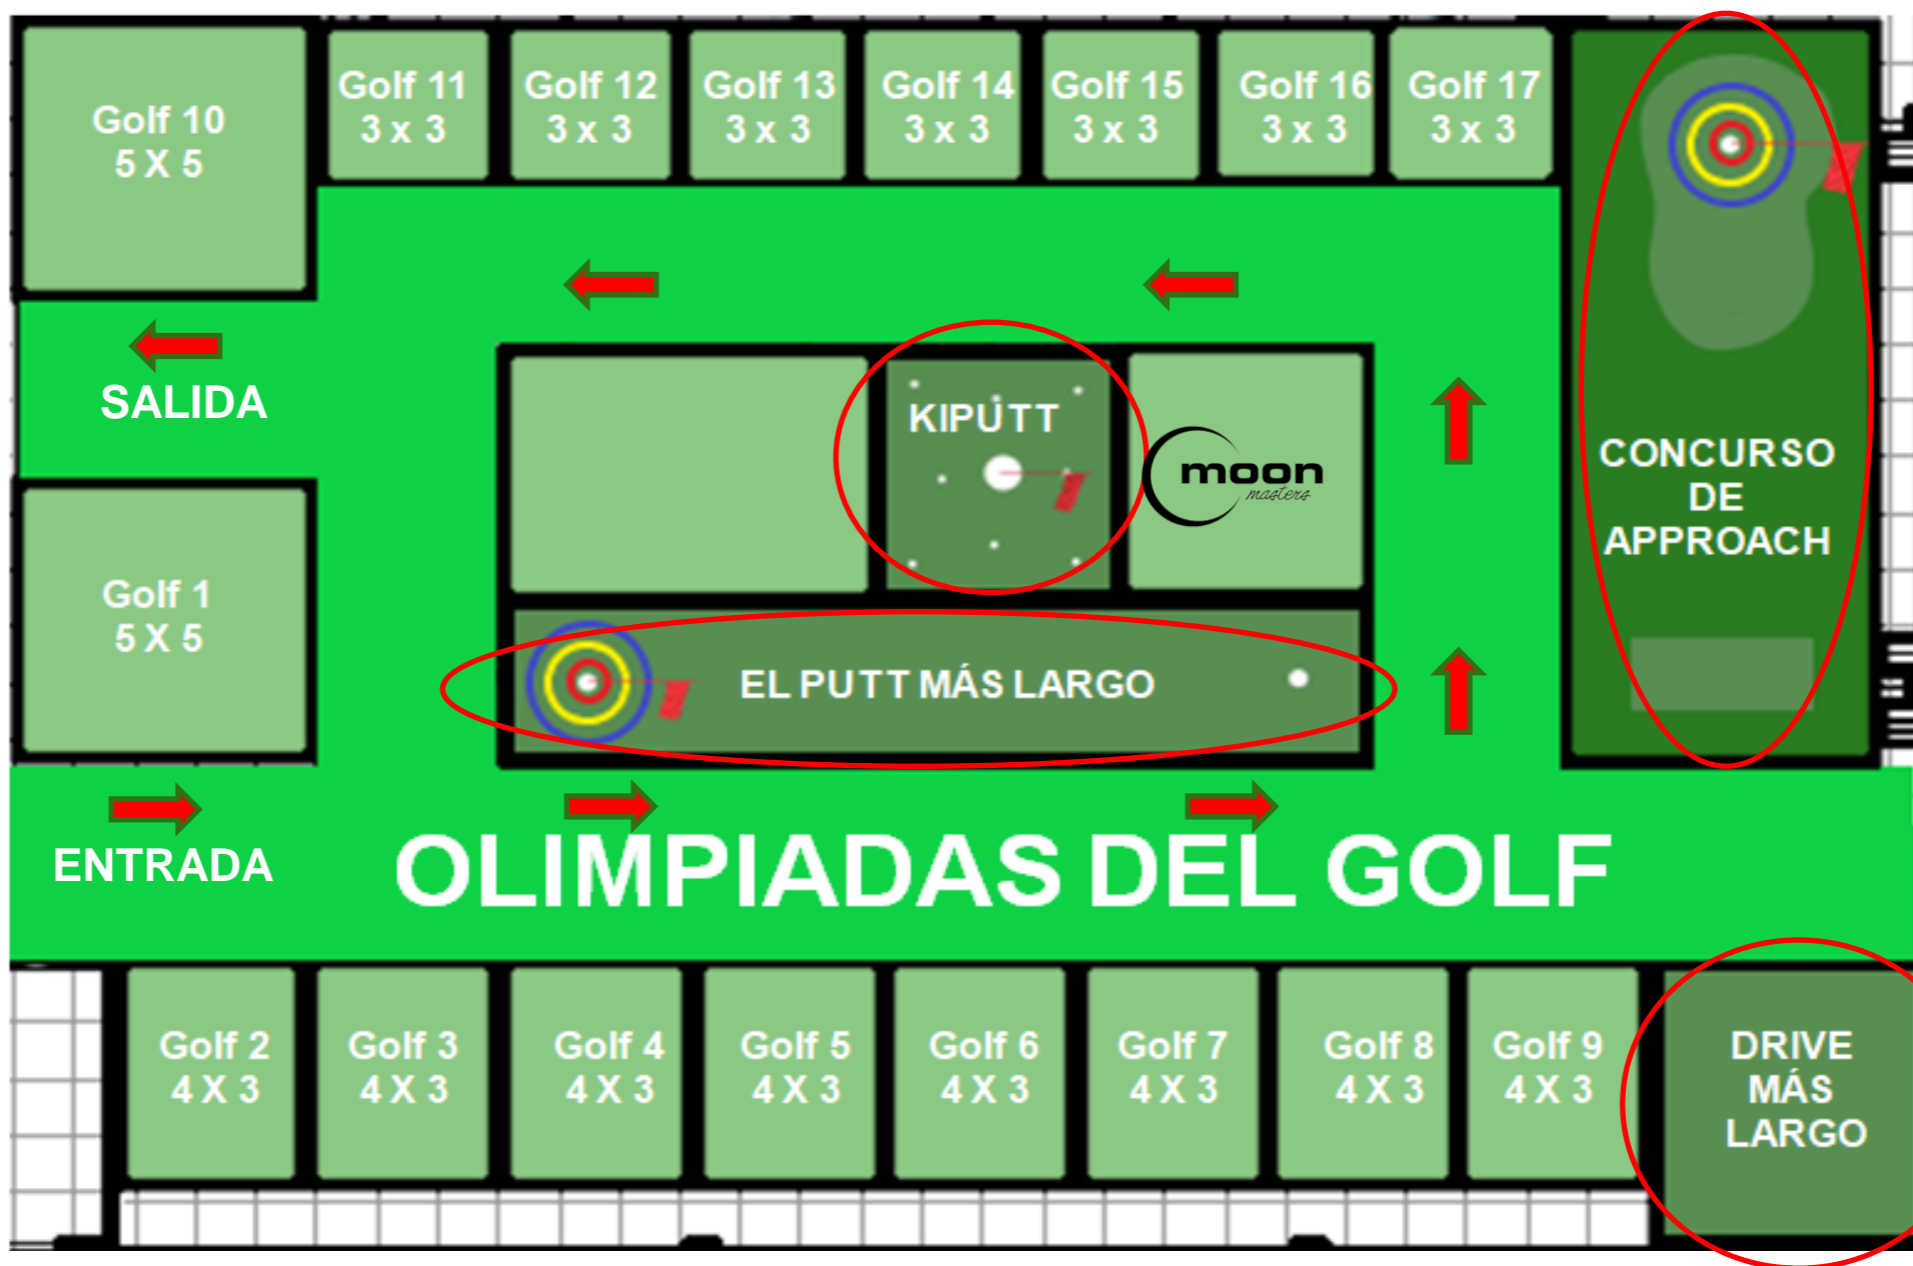 Golf 10
5 X 5
Golf 11
3 x 3
Golf 12
3 x 3
Golf 13
3 x 3
Golf 14
3 x 3
Golf 15
3 x 3
Golf 16
3 x 3
Golf 17
3 x 3
SALIDA
KIPUTT
moon
masters
CONCURSO
DE
APPROACH
Golf 1
5 X 5
EL PUTT MÁS LARGO
ENTRADA
OLIMPIADAS DEL GOLF
Golf 2
4 X 3
Golf 3
4 X 3
Golf 4
4 X 3
Golf 5
4 X 3
Golf 6
4 X 3
Golf 7
4 X 3
Golf 8
4 X 3
Golf 9
4 X 3
DRIVE
MÁS
LARGO